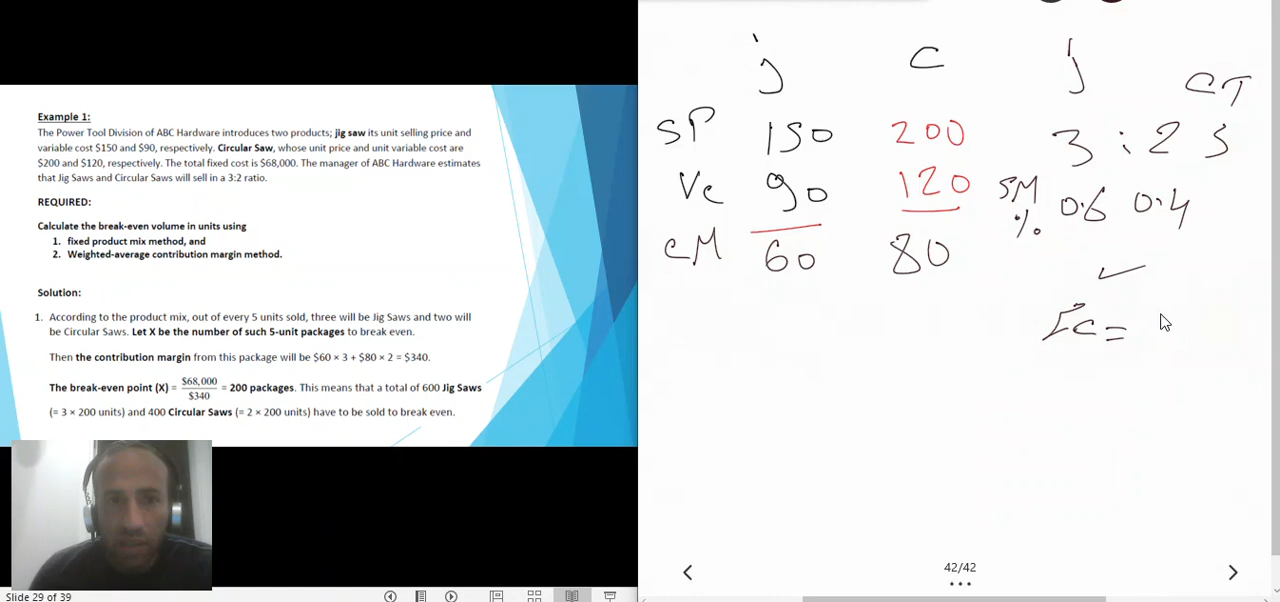 Example 1:
The Power Tool Division of ABC Hardware introduces two products; jig saw its unit selling price and
variable cost $150 and $90, respectively. Circular Saw, whose unit price and unit variable cost are
$200 and $120, respectively. The total fixed cost is $68,000. The manager of ABC Hardware estimates
that Jig Saws and Circular Saws will sell in a 3:2 ratio.
REQUIRED:
Calculate the break-even volume in units using
1. fixed product mix method, and
2. Weighted-average contribution margin method.
Solution:
1. According to the product mix, out of every 5 units sold, three will be Jig Saws and two will
be Circular Saws. Let X be the number of such 5-unit packages to break even.
Then the contribution margin from this package will be $60 × 3 + $80 × 2 = $340.
The break-even point (X) = $68,000 / $340 = 200 packages. This means that a total of 600 Jig Saws
(= 3 × 200 units) and 400 Circular Saws (= 2 × 200 units) have to be sold to break even.
Slide 29 of 39
j C j CT
SP 150 200 3 : 2 5
VC 90 120 SM % 0.6 0.4
CM 60 80
42/42